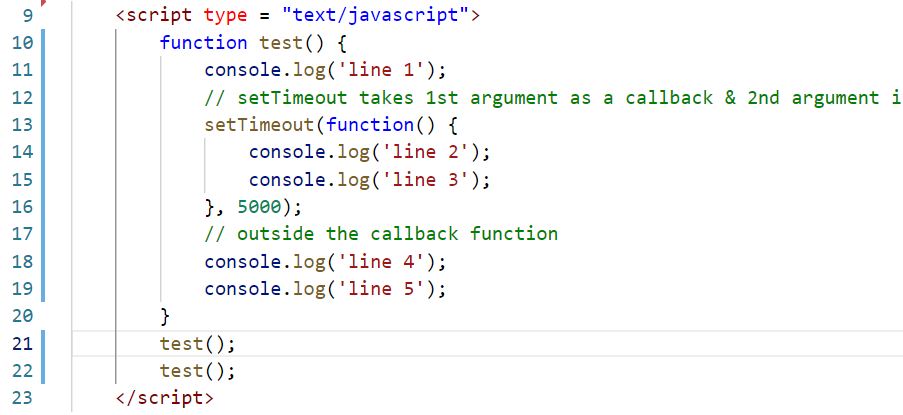 9 <script type = "text/javascript">
10 function test() {
11 console.log('line 1');
12 // setTimeout takes 1st argument as a callback & 2nd argument i
13 setTimeout(function() {
14 console.log('line 2');
15 console.log('line 3');
16 }, 5000);
17 // outside the callback function
18 console.log('line 4');
19 console.log('line 5');
20 }
21 test();
22 test();
23 </script>